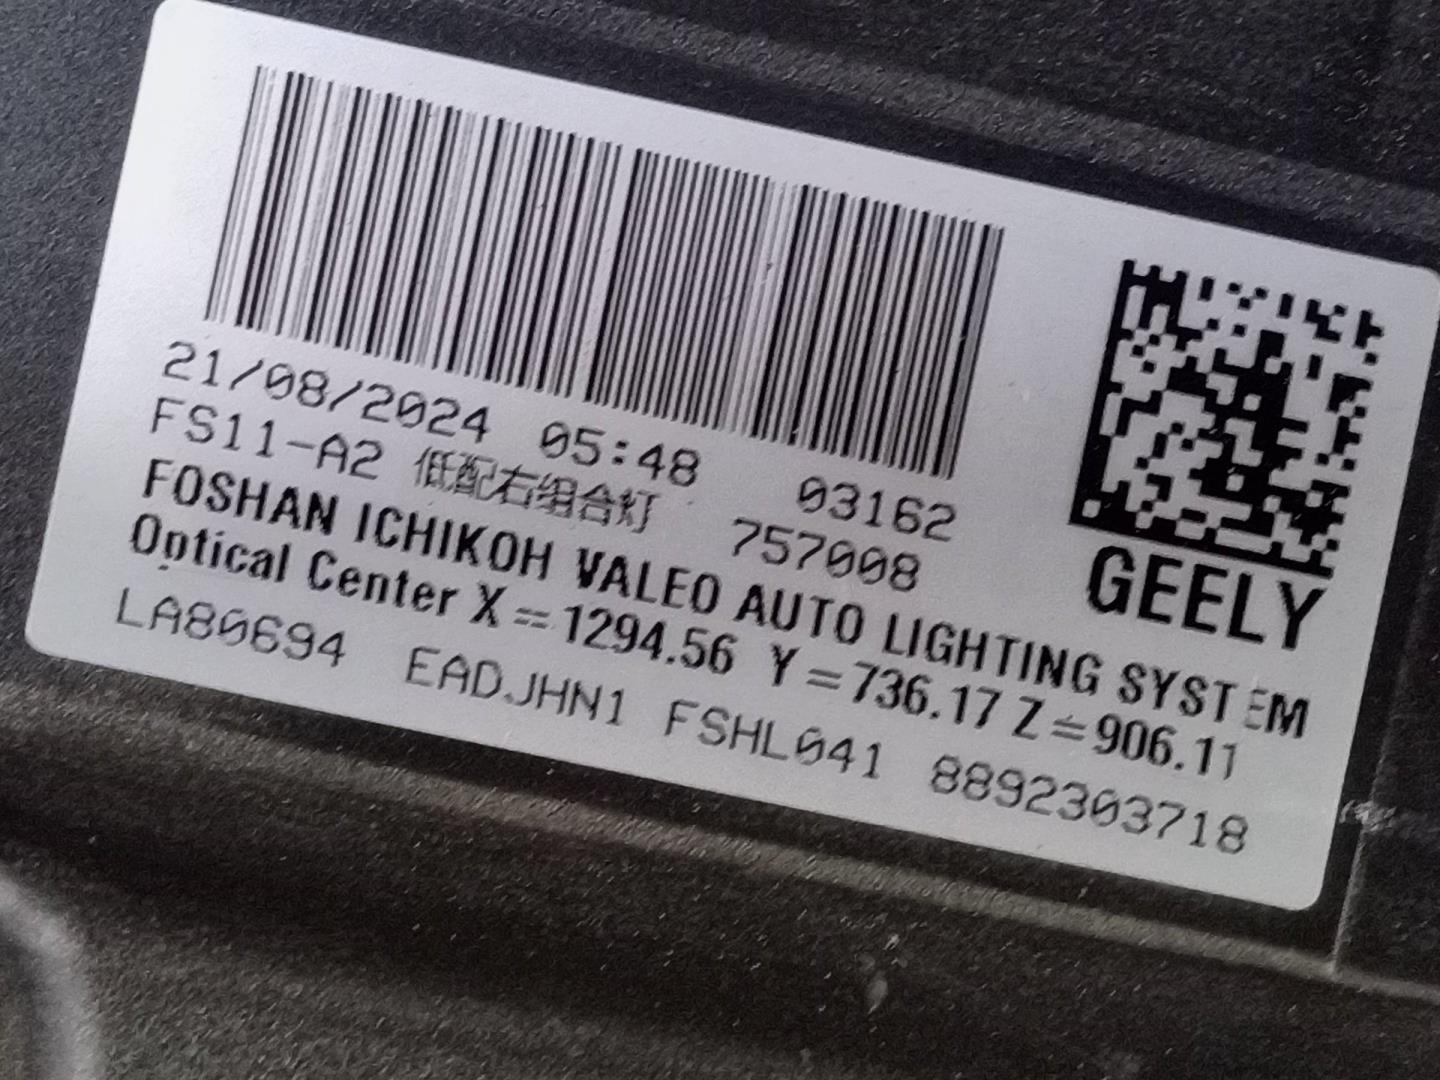 21/08/2024 05:48 03162
FS11-A2 低配右组合灯 757008
FOSHAN ICHIKOH VALEO AUTO LIGHTING SYSTEM
Optical Center X=1294.56 Y=736.17 Z=906.11
LA80694 EADJHN1 FSHL041 8892303718
GEELY